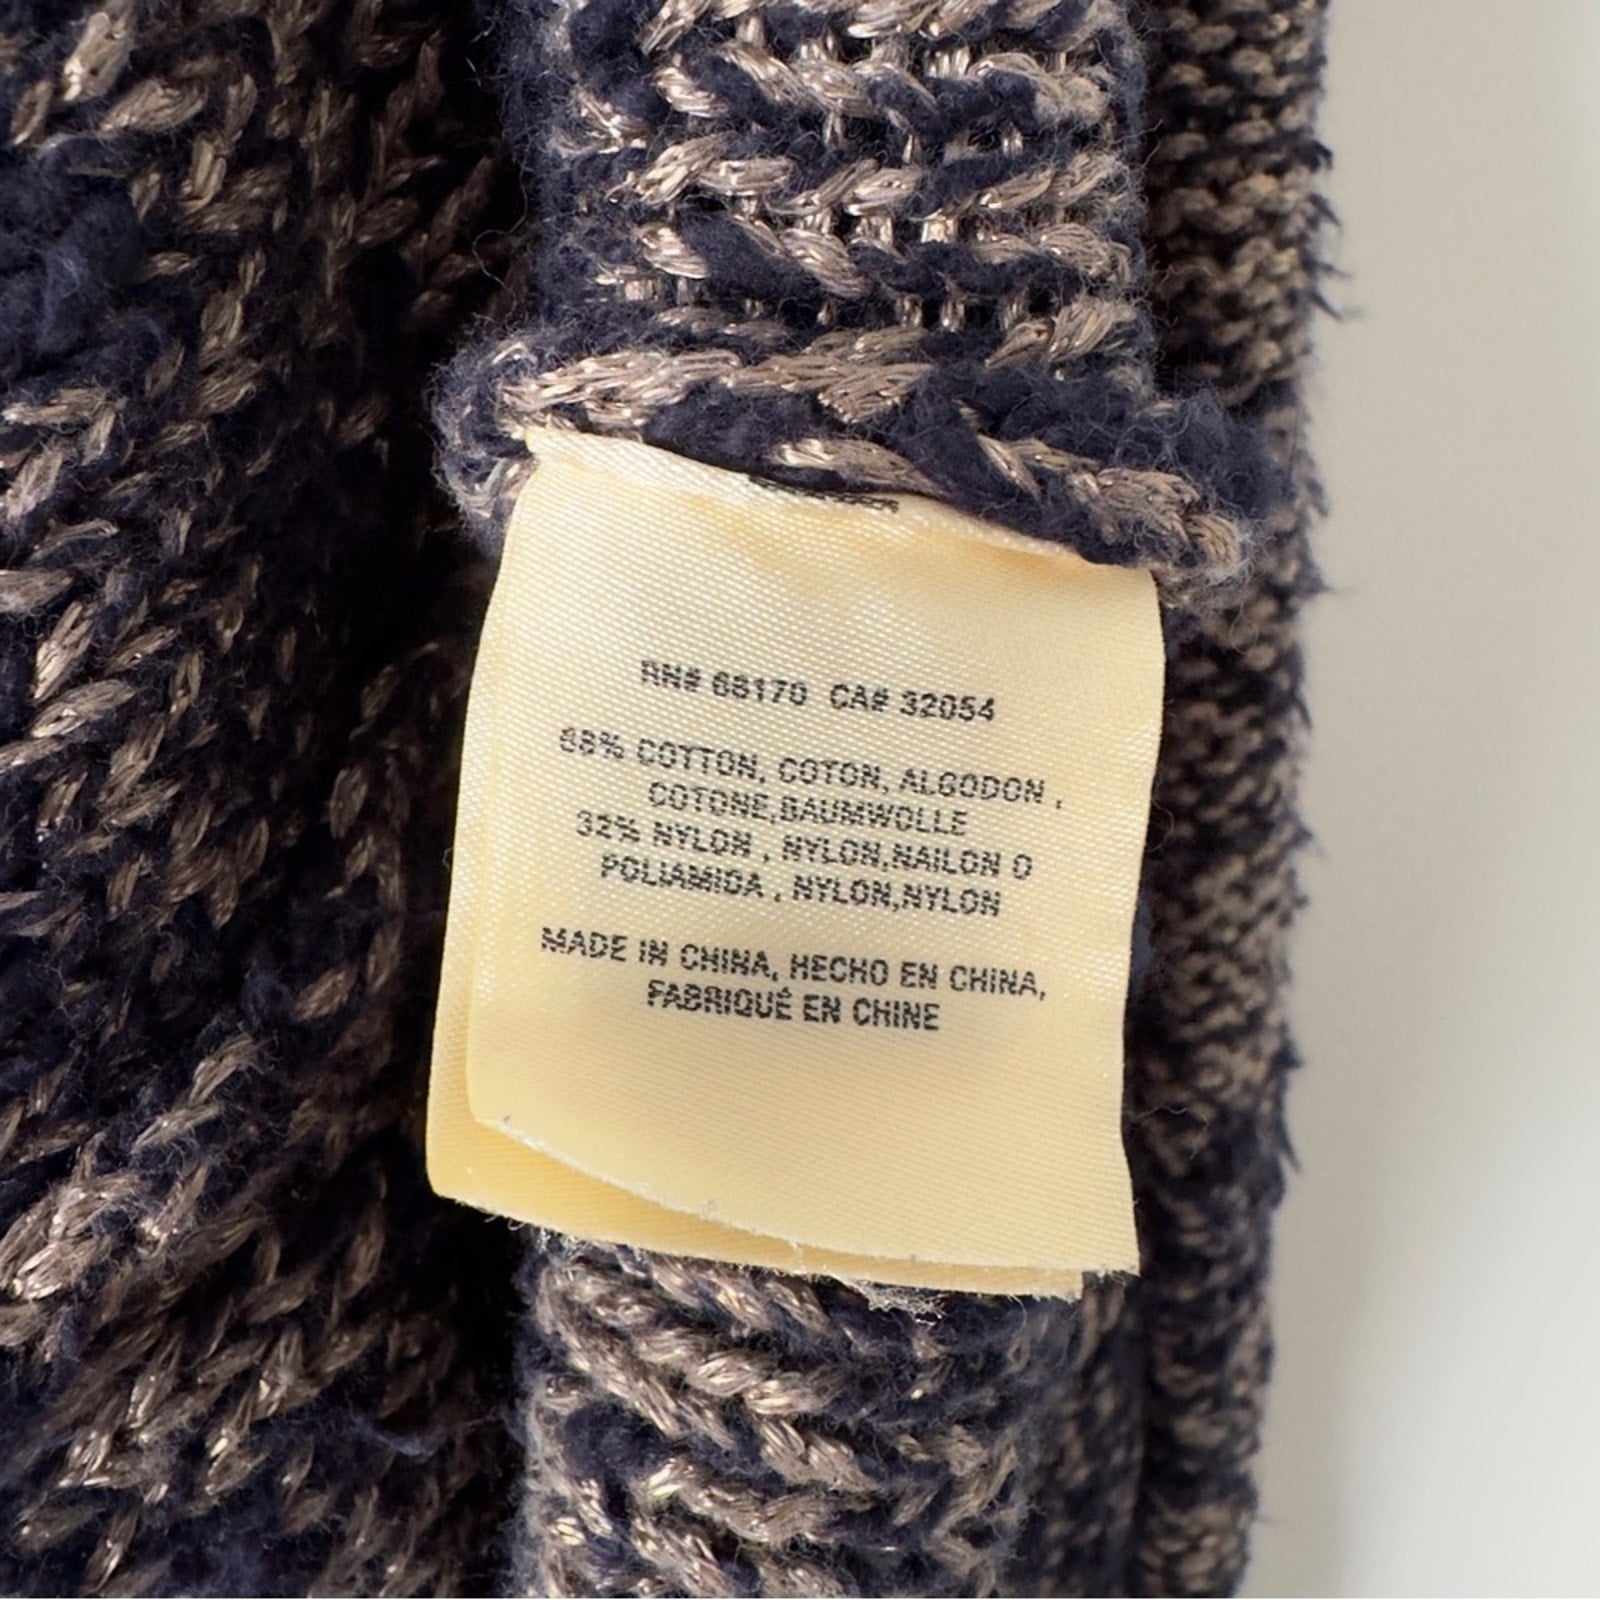 RN# 68170 CA# 32054
68% COTTON, COTON, ALGODON ,
COTONE,BAUMWOLLE
32% NYLON , NYLON,NAILON O
POLIAMIDA , NYLON,NYLON
MADE IN CHINA, HECHO EN CHINA,
FABRIQUÉ EN CHINE